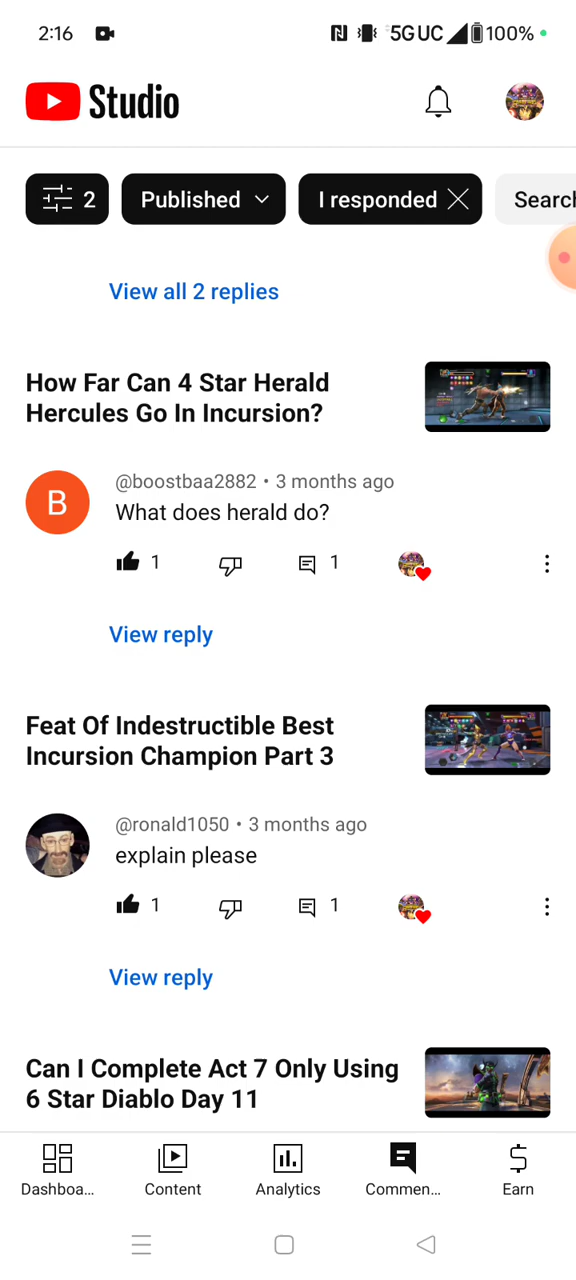 2:16
5G UC 100%
Studio
2 Published I responded Search
View all 2 replies
How Far Can 4 Star Herald
Hercules Go In Incursion?
B
@boostbaa2882 • 3 months ago
What does herald do?
1 1
View reply
Feat Of Indestructible Best
Incursion Champion Part 3
@ronald1050 • 3 months ago
explain please
1 1
View reply
Can I Complete Act 7 Only Using
6 Star Diablo Day 11
Dashboa... Content Analytics Commen... Earn